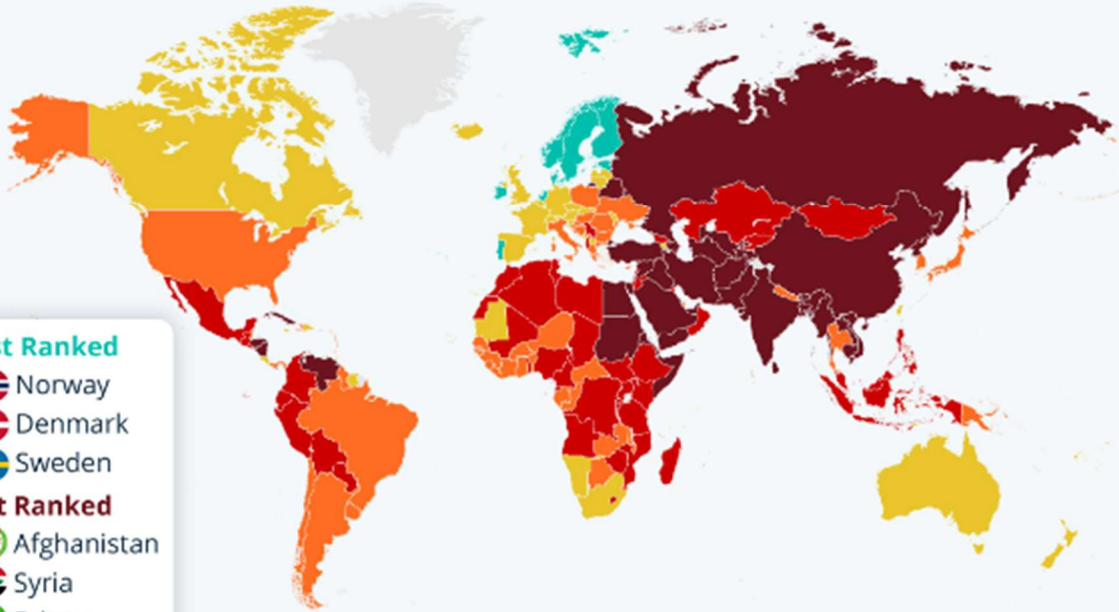 t Ranked
Norway
Denmark
Sweden
t Ranked
Afghanistan
Syria